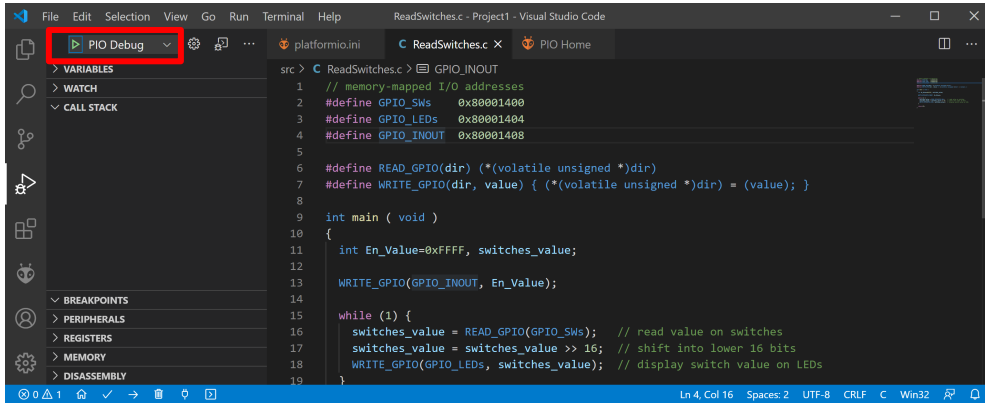 File Edit Selection View Go Run Terminal Help ReadSwitches.c - Project1 - Visual Studio Code
PIO Debug
platformio.ini
C ReadSwitches.c
PIO Home
src > C ReadSwitches.c > GPIO_INOUT
VARIABLES
WATCH
CALL STACK
BREAKPOINTS
PERIPHERALS
REGISTERS
MEMORY
DISASSEMBLY
1 // memory-mapped I/O addresses
2 #define GPIO_SWs 0x80001400
3 #define GPIO_LEDs 0x80001404
4 #define GPIO_INOUT 0x80001408
5
6 #define READ_GPIO(dir) (*(volatile unsigned *)dir)
7 #define WRITE_GPIO(dir, value) { (*(volatile unsigned *)dir) = (value); }
8
9 int main ( void )
10 {
11 int En_Value=0xFFFF, switches_value;
12
13 WRITE_GPIO(GPIO_INOUT, En_Value);
14
15 while (1) {
16 switches_value = READ_GPIO(GPIO_SWs); // read value on switches
17 switches_value = switches_value >> 16; // shift into lower 16 bits
18 WRITE_GPIO(GPIO_LEDs, switches_value); // display switch value on LEDs
19 }
0 1 Ln 4, Col 16 Spaces: 2 UTF-8 CRLF C Win32